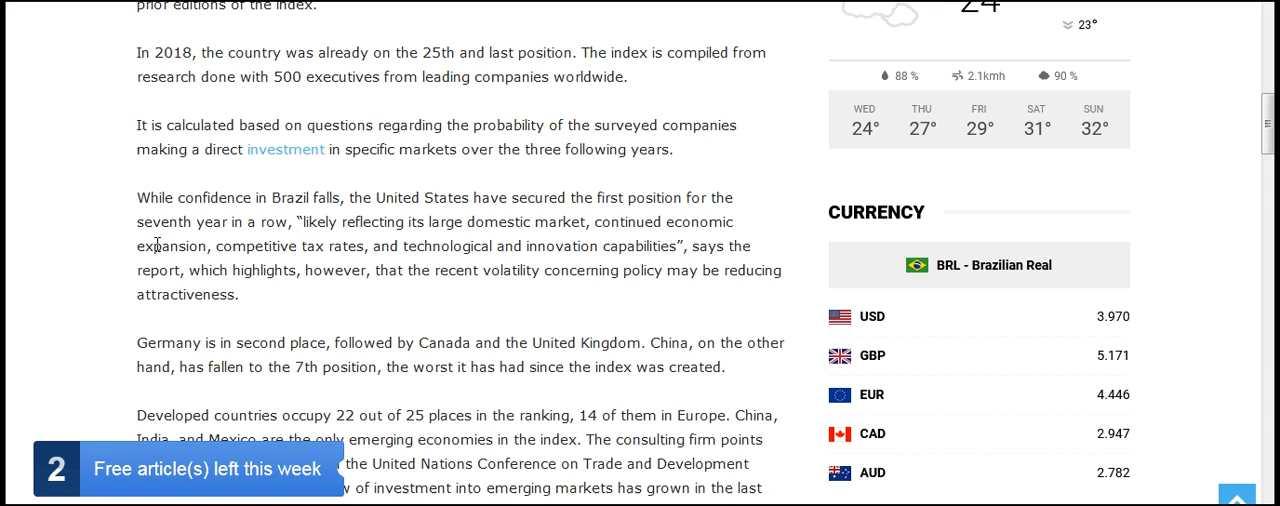 prior editions of the index.
In 2018, the country was already on the 25th and last position. The index is compiled from
research done with 500 executives from leading companies worldwide.
It is calculated based on questions regarding the probability of the surveyed companies
making a direct investment in specific markets over the three following years.
While confidence in Brazil falls, the United States have secured the first position for the
seventh year in a row, “likely reflecting its large domestic market, continued economic
expansion, competitive tax rates, and technological and innovation capabilities”, says the
report, which highlights, however, that the recent volatility concerning policy may be reducing
attractiveness.
Germany is in second place, followed by Canada and the United Kingdom. China, on the other
hand, has fallen to the 7th position, the worst it has had since the index was created.
Developed countries occupy 22 out of 25 places in the ranking, 14 of them in Europe. China,
India, and Mexico are the only emerging economies in the index. The consulting firm points
the United Nations Conference on Trade and Development
of investment into emerging markets has grown in the last
2 Free article(s) left this week
24
23°
88 % 2.1kmh 90 %
WED THU FRI SAT SUN
24° 27° 29° 31° 32°
CURRENCY
BRL - Brazilian Real
USD 3.970
GBP 5.171
EUR 4.446
CAD 2.947
AUD 2.782